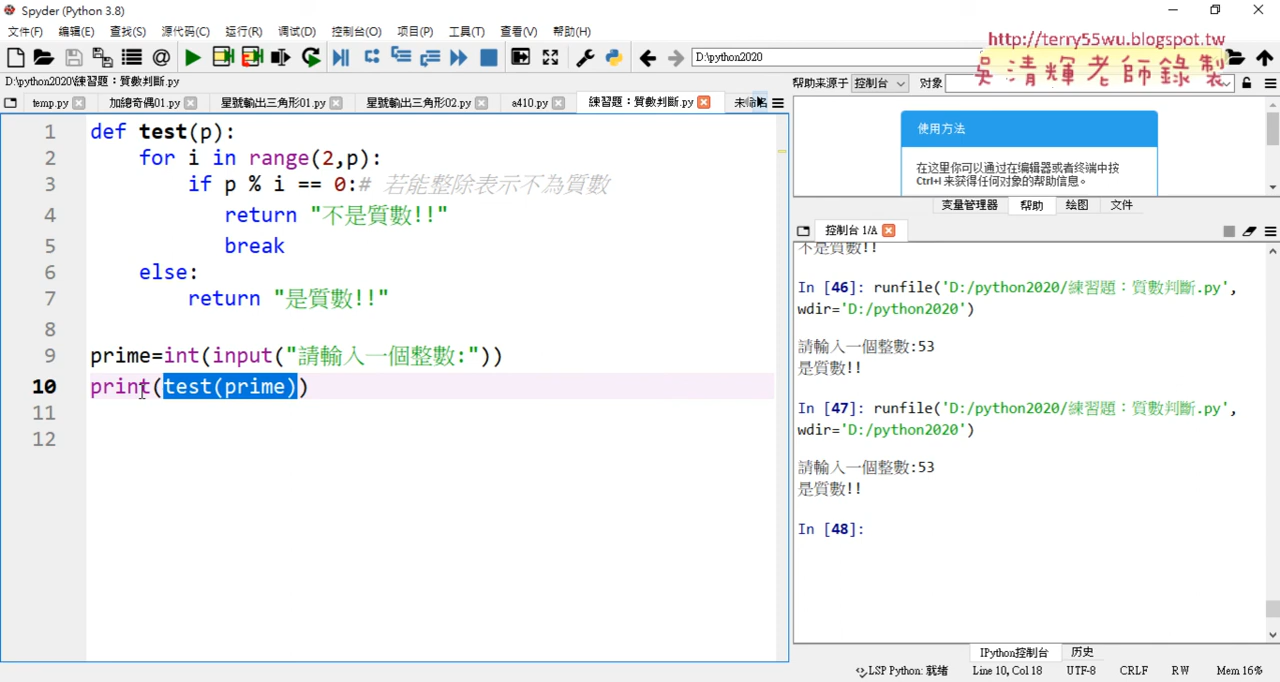 Spyder (Python 3.8)
文件(F) 编辑(E) 查找(S) 源代码(C) 运行(R) 调试(D) 控制台(O) 项目(P) 工具(T) 查看(V) 帮助(H)
http://terry55wu.blogspot.tw
吳清輝老師錄製
D:\python2020
D:\python2020\練習題：質數判斷.py
帮助来源于 控制台 对象
temp.py 加總奇偶01.py 星號輸出三角形01.py 星號輸出三角形02.py a410.py 練習題：質數判斷.py
1 def test(p):
2 for i in range(2,p):
3 if p % i == 0:# 若能整除表示不為質數
4 return "不是質數!!"
5 break
6 else:
7 return "是質數!!"
8
9 prime=int(input("請輸入一個整數:"))
10 print(test(prime))
11
12
使用方法
在这里你可以通过在编辑器或者终端中按
Ctrl+I 来获得任何对象的帮助信息。
变量管理器 帮助 绘图 文件
控制台 1/A
不是質數!!
In [46]: runfile('D:/python2020/練習題：質數判斷.py',
wdir='D:/python2020')
請輸入一個整數:53
是質數!!
In [47]: runfile('D:/python2020/練習題：質數判斷.py',
wdir='D:/python2020')
請輸入一個整數:53
是質數!!
In [48]:
IPython控制台 历史
LSP Python: 就绪 Line 10, Col 18 UTF-8 CRLF RW Mem 16%